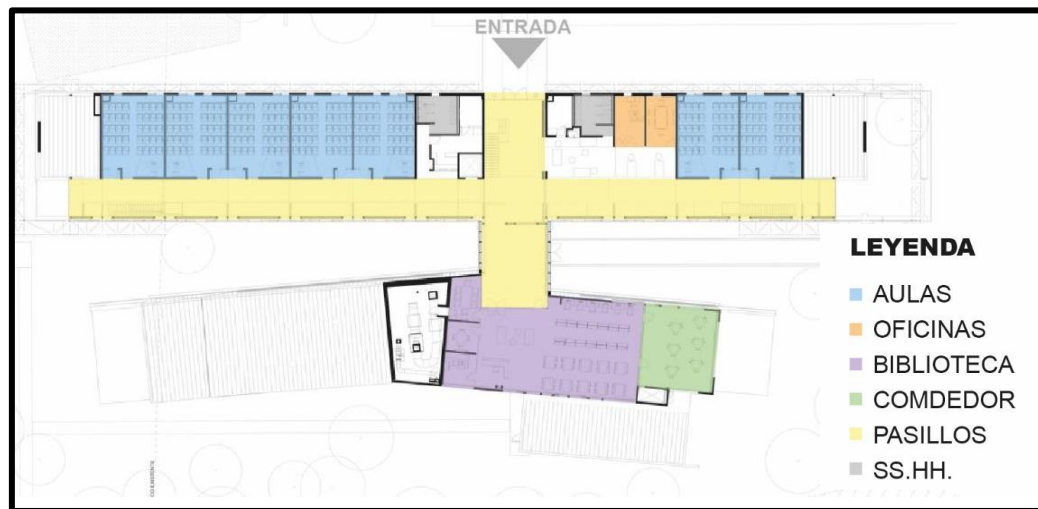 ENTRADA
LEYENDA
AULAS
OFICINAS
BIBLIOTECA
COMDEDOR
PASILLOS
SS.HH.